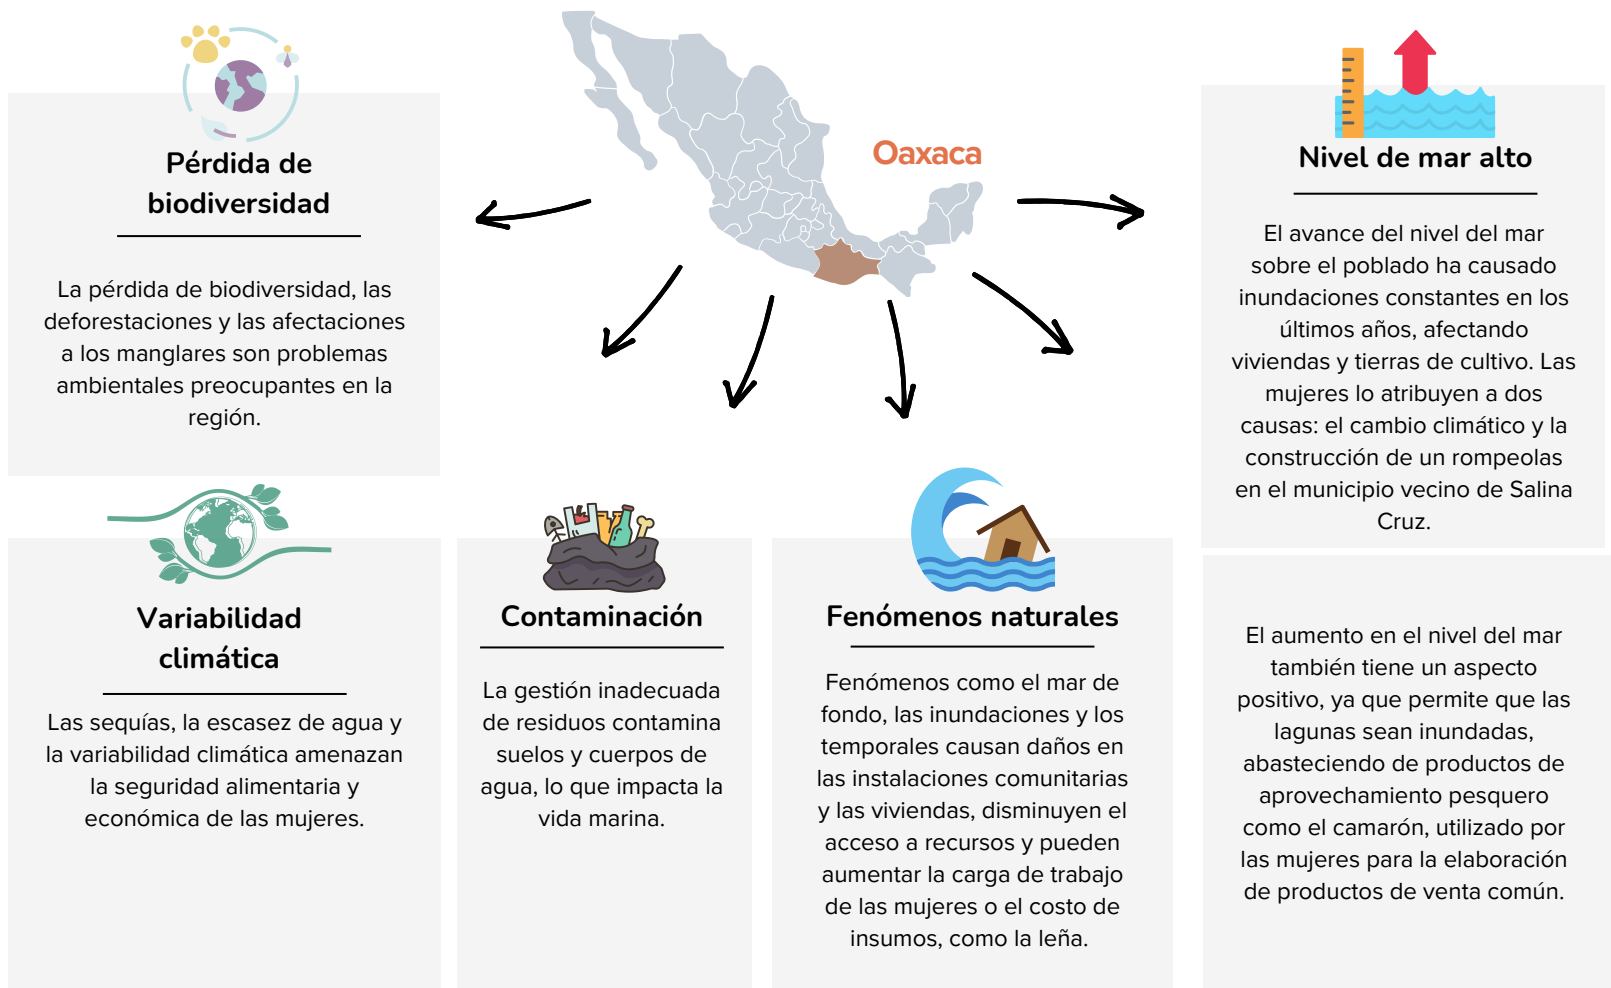 Oaxaca
Pérdida de
biodiversidad
La pérdida de biodiversidad, las
deforestaciones y las afectaciones
a los manglares son problemas
ambientales preocupantes en la
región.
Nivel de mar alto
El avance del nivel del mar
sobre el poblado ha causado
inundaciones constantes en los
últimos años, afectando
viviendas y tierras de cultivo. Las
mujeres lo atribuyen a dos
causas: el cambio climático y la
construcción de un rompeolas
en el municipio vecino de Salina
Cruz.
Variabilidad
climática
Las sequías, la escasez de agua y
la variabilidad climática amenazan
la seguridad alimentaria y
económica de las mujeres.
Contaminación
La gestión inadecuada
de residuos contamina
suelos y cuerpos de
agua, lo que impacta la
vida marina.
Fenómenos naturales
Fenómenos como el mar de
fondo, las inundaciones y los
temporales causan daños en
las instalaciones comunitarias
y las viviendas, disminuyen el
acceso a recursos y pueden
aumentar la carga de trabajo
de las mujeres o el costo de
insumos, como la leña.
El aumento en el nivel del mar
también tiene un aspecto
positivo, ya que permite que las
lagunas sean inundadas,
abasteciendo de productos de
aprovechamiento pesquero
como el camarón, utilizado por
las mujeres para la elaboración
de productos de venta común.